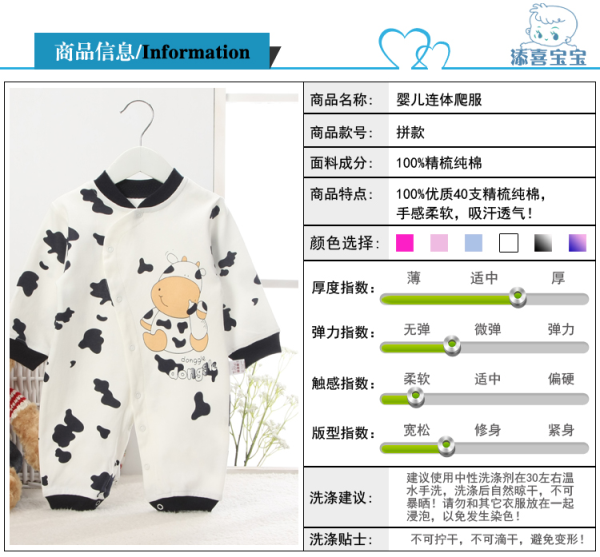 商品信息/Information
添喜宝宝
商品名称： 婴儿连体爬服
商品款号： 拼款
面料成分： 100%精梳纯棉
商品特点： 100%优质40支精梳纯棉，
手感柔软，吸汗透气！
颜色选择：
厚度指数： 薄 适中 厚
弹力指数： 无弹 微弹 弹力
触感指数： 柔软 适中 偏硬
版型指数： 宽松 修身 紧身
洗涤建议： 建议使用中性洗涤剂在30左右温
水手洗，洗涤后自然晾干，不可
暴晒！请勿和其它衣服放在一起
浸泡，以免发生染色！
洗涤贴士： 不可拧干，不可滴干，避免变形！
donggle